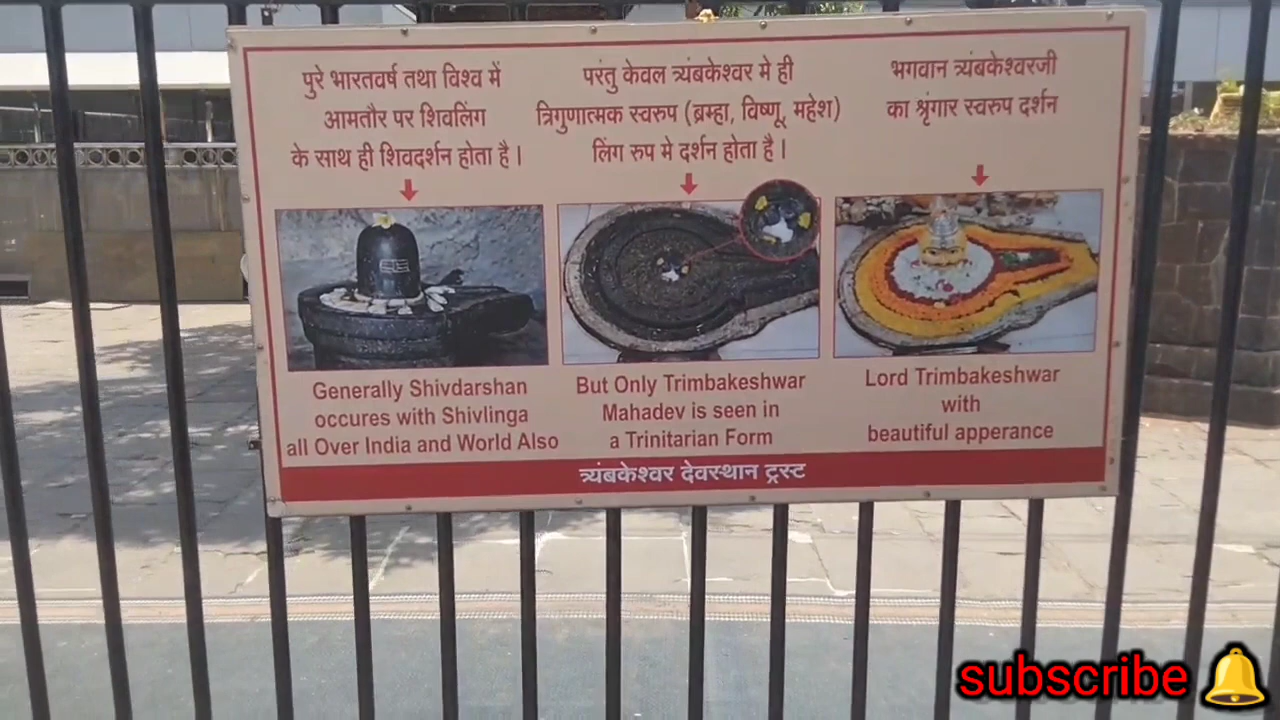 पुरे भारतवर्ष तथा विश्व में
आमतौर पर शिवलिंग
के साथ ही शिवदर्शन होता है।
परंतु केवल त्र्यंबकेश्वर मे ही
त्रिगुणात्मक स्वरुप (ब्रम्हा, विष्णू, महेश)
लिंग रुप मे दर्शन होता है।
भगवान त्र्यंबकेश्वरजी
का श्रृंगार स्वरुप दर्शन
Generally Shivdarshan
occures with Shivlinga
all Over India and World Also
But Only Trimbakeshwar
Mahadev is seen in
a Trinitarian Form
Lord Trimbakeshwar
with
beautiful apperance
त्र्यंबकेश्वर देवस्थान ट्रस्ट
subscribe